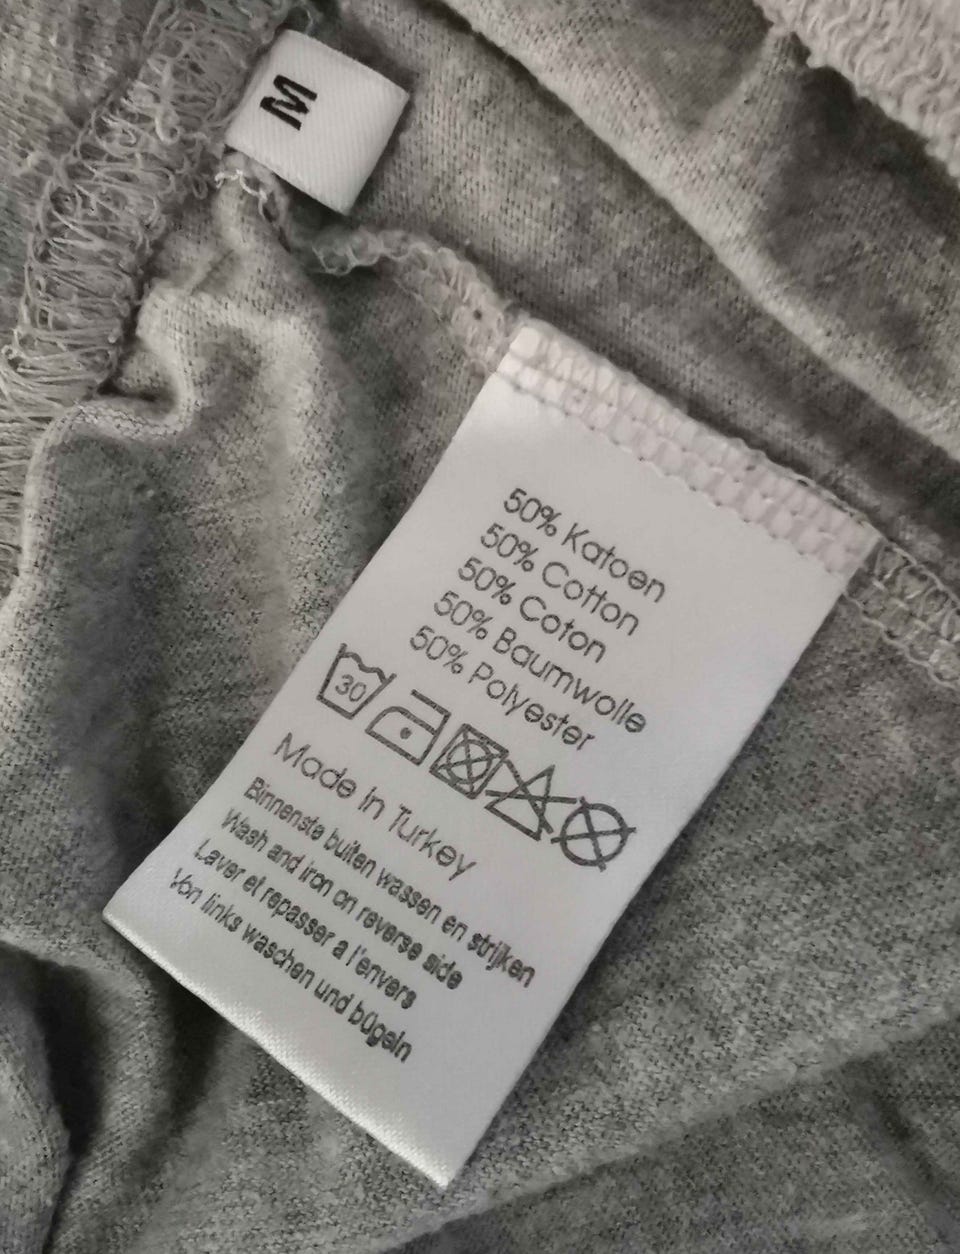 M
50% Katoen
50% Cotton
50% Coton
50% Baumwolle
50% Polyester
30
Made in Turkey
Binnenste buiten wassen en strijken
Wash and iron on reverse side
Laver et repasser a l'envers
Von links waschen und bügeln